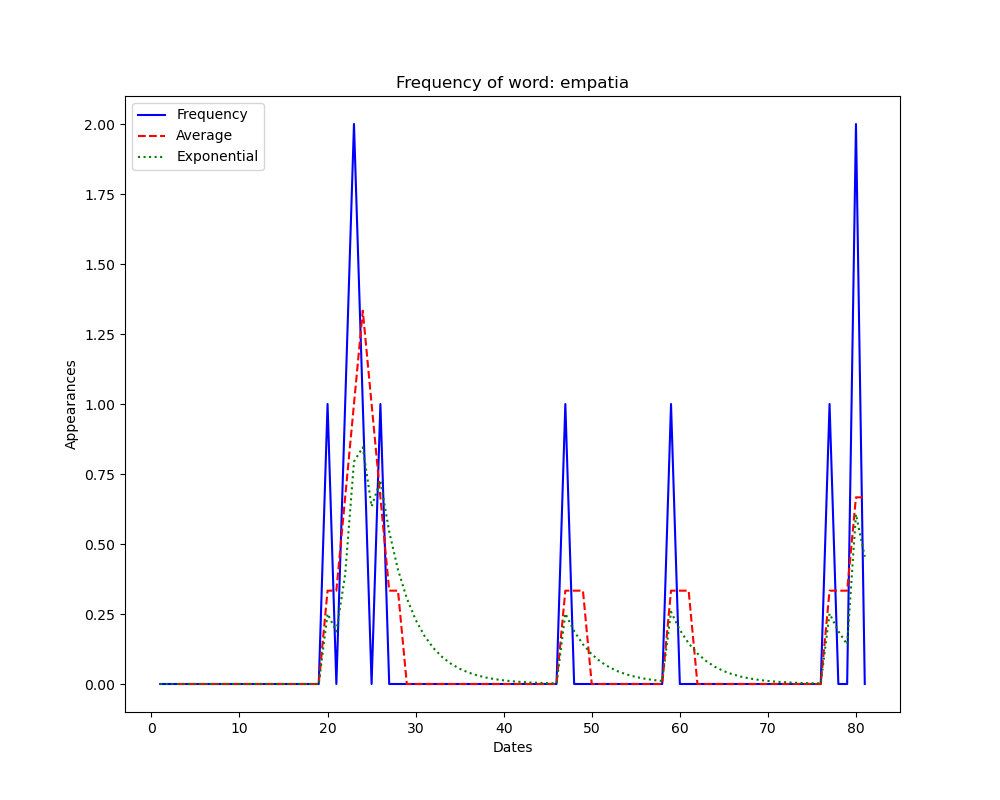 Frequency of word: empatia
Frequency
Average
Exponential
2.00
1.75
1.50
1.25
1.00
0.75
0.50
0.25
0.00
Appearances
0 10 20 30 40 50 60 70 80
Dates